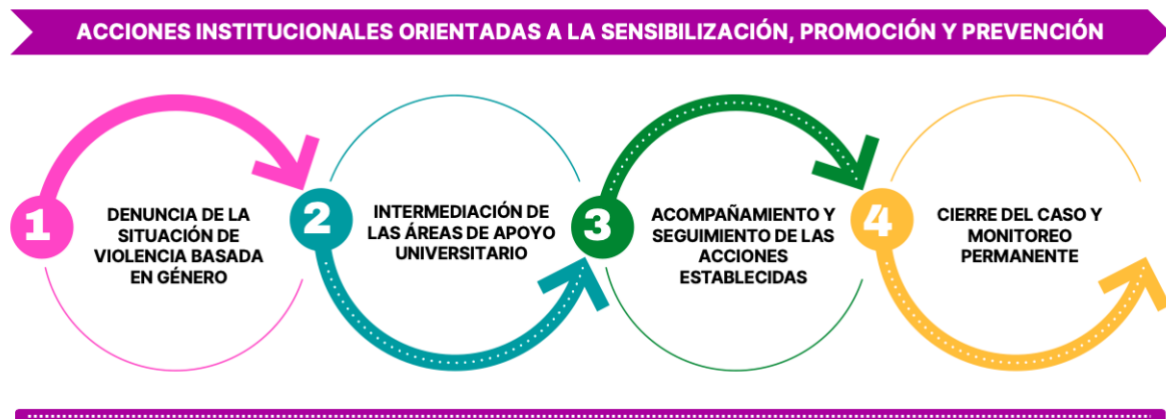 ACCIONES INSTITUCIONALES ORIENTADAS A LA SENSIBILIZACIÓN, PROMOCIÓN Y PREVENCIÓN
1
DENUNCIA DE LA
SITUACIÓN DE
VIOLENCIA BASADA
EN GÉNERO
2
INTERMEDIACIÓN DE
LAS ÁREAS DE APOYO
UNIVERSITARIO
3
ACOMPAÑAMIENTO Y
SEGUIMIENTO DE LAS
ACCIONES
ESTABLECIDAS
4
CIERRE DEL CASO Y
MONITOREO
PERMANENTE